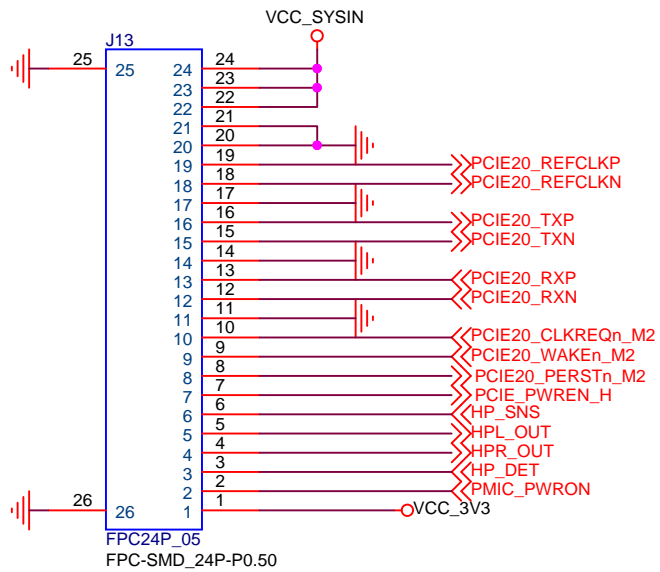 VCC_SYSIN
J13
25 25 24 24
23 23
22 22
21 21
20 20
19 19 PCIE20_REFCLKP
18 18 PCIE20_REFCLKN
17 17
16 16 PCIE20_TXP
15 15 PCIE20_TXN
14 14
13 13 PCIE20_RXP
12 12 PCIE20_RXN
11 11
10 10 PCIE20_CLKREQn_M2
9 9 PCIE20_WAKEn_M2
8 8 PCIE20_PERSTn_M2
7 7 PCIE_PWREN_H
6 6 HP_SNS
5 5 HPL_OUT
4 4 HPR_OUT
3 3 HP_DET
2 2 PMIC_PWRON
26 26 1 1 VCC_3V3
FPC24P_05
FPC-SMD_24P-P0.50